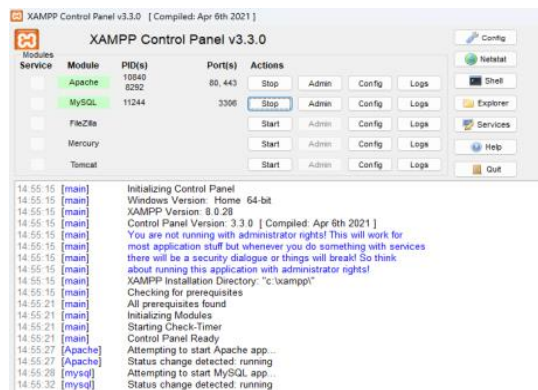 XAMPP Control Panel v3.3.0 [ Compiled: Apr 6th 2021 ]
XAMPP Control Panel v3.3.0
Config
Modules
Service Module PID(s) Port(s) Actions
Netstat
Apache 10840 8292 80, 443 Stop Admin Config Logs
Shell
MySQL 11244 3306 Stop Admin Config Logs
Explorer
FileZilla Start Admin Config Logs
Services
Mercury Start Admin Config Logs
Help
Tomcat Start Admin Config Logs
Quit
14:55:15 [main] Initializing Control Panel
14:55:15 [main] Windows Version: Home 64-bit
14:55:15 [main] XAMPP Version: 8.0.28
14:55:15 [main] Control Panel Version: 3.3.0 [ Compiled: Apr 6th 2021 ]
14:55:15 [main] You are not running with administrator rights! This will work for
14:55:15 [main] most application stuff but whenever you do something with services
14:55:15 [main] there will be a security dialogue or things will break! So think
14:55:15 [main] about running this application with administrator rights!
14:55:15 [main] XAMPP Installation Directory: "c:\xampp\"
14:55:15 [main] Checking for prerequisites
14:55:21 [main] All prerequisites found
14:55:21 [main] Initializing Modules
14:55:21 [main] Starting Check-Timer
14:55:21 [main] Control Panel Ready
14:55:27 [Apache] Attempting to start Apache app...
14:55:27 [Apache] Status change detected: running
14:55:28 [mysql] Attempting to start MySQL app...
14:55:32 [mysql] Status change detected: running